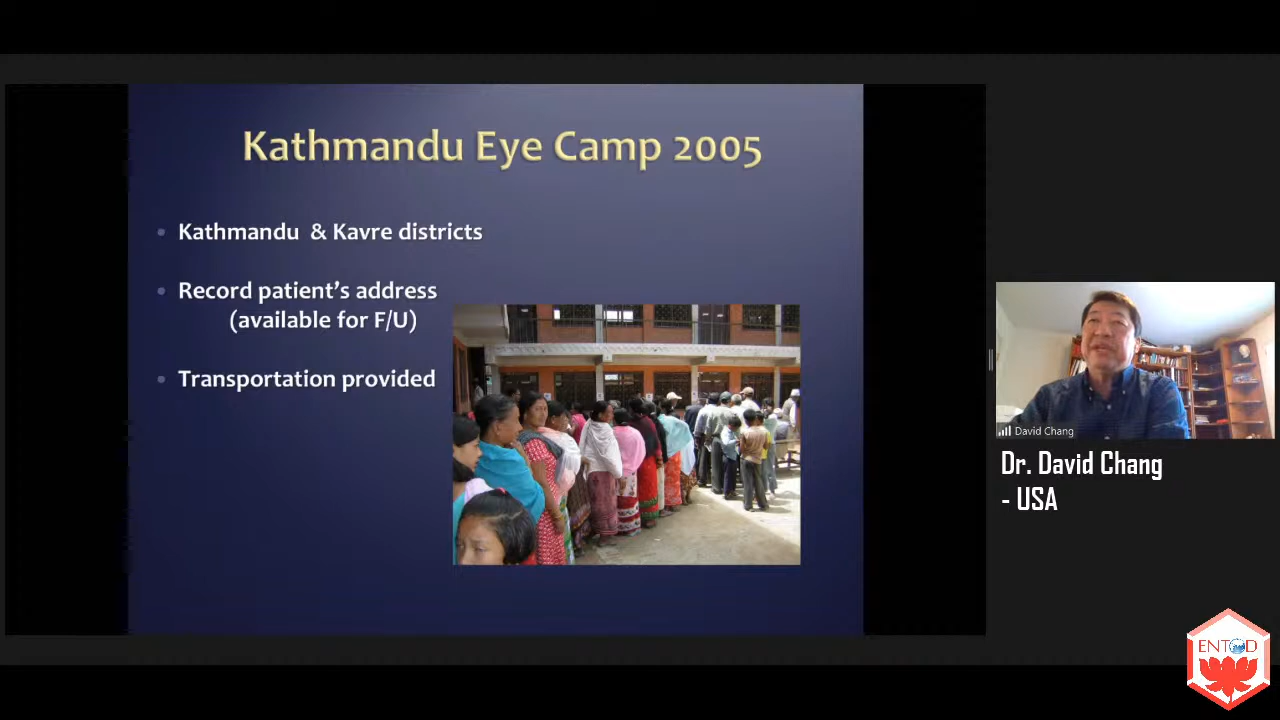 Kathmandu Eye Camp 2005
Kathmandu & Kavre districts
Record patient’s address
(available for F/U)
Transportation provided
David Chang
Dr. David Chang
- USA
ENTOD